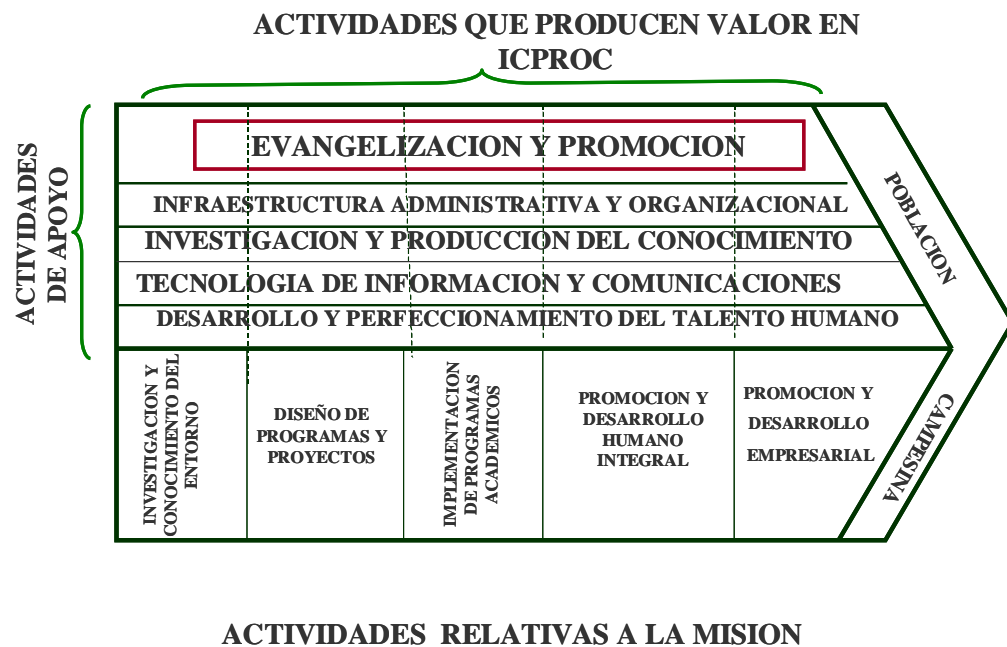 ACTIVIDADES QUE PRODUCEN VALOR EN
ICPROC
ACTIVIDADES
DE APOYO
EVANGELIZACION Y PROMOCION
INFRAESTRUCTURA ADMINISTRATIVA Y ORGANIZACIONAL
INVESTIGACION Y PRODUCCION DEL CONOCIMIENTO
TECNOLOGIA DE INFORMACION Y COMUNICACIONES
DESARROLLO Y PERFECCIONAMIENTO DEL TALENTO HUMANO
POBLACION
CAMPESINA
INVESTIGACION Y
CONOCIMIENTO DEL
ENTORNO
DISEÑO DE
PROGRAMAS Y
PROYECTOS
IMPLEMENTACION
DE PROGRAMAS
ACADEMICOS
PROMOCION Y
DESARROLLO
HUMANO
INTEGRAL
PROMOCION Y
DESARROLLO
EMPRESARIAL
ACTIVIDADES RELATIVAS A LA MISION